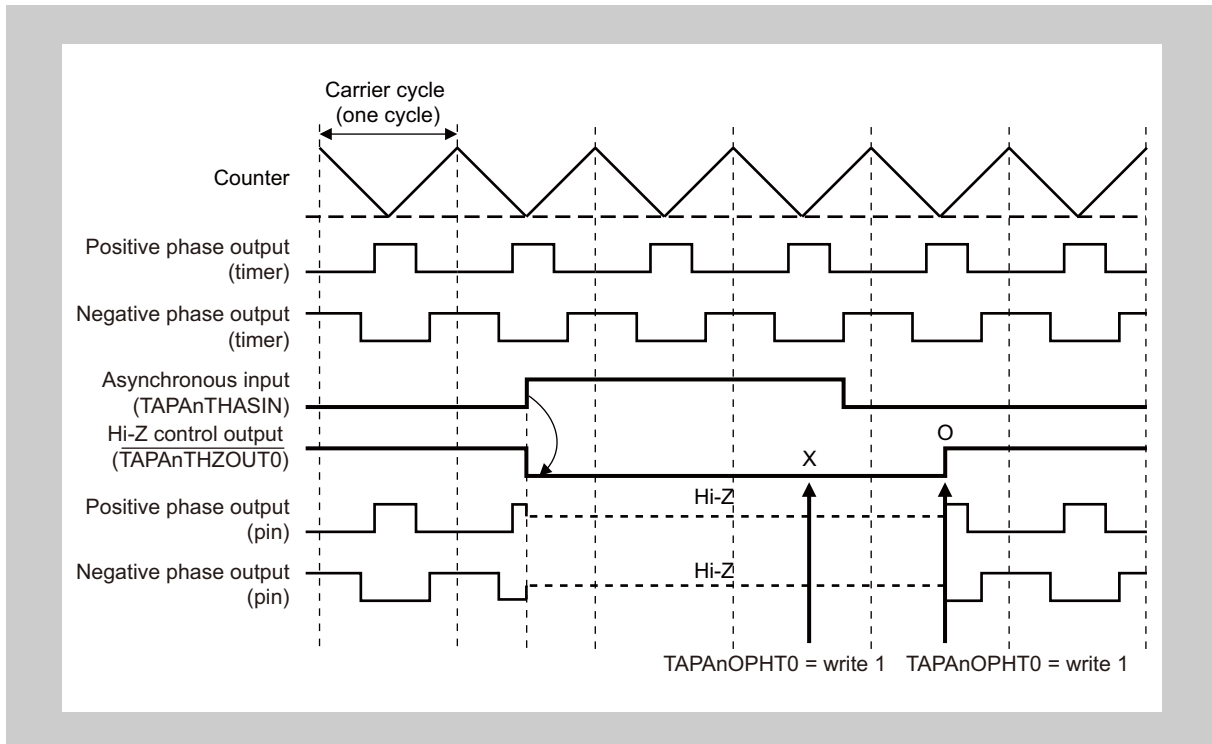 Carrier cycle
(one cycle)
Counter
Positive phase output
(timer)
Negative phase output
(timer)
Asynchronous input
(TAPAnTHASIN)
Hi-Z control output
(TAPAnTHZOUT0)
O
X
Positive phase output
(pin)
Hi-Z
Negative phase output
(pin)
Hi-Z
TAPAnOPHT0 = write 1 TAPAnOPHT0 = write 1